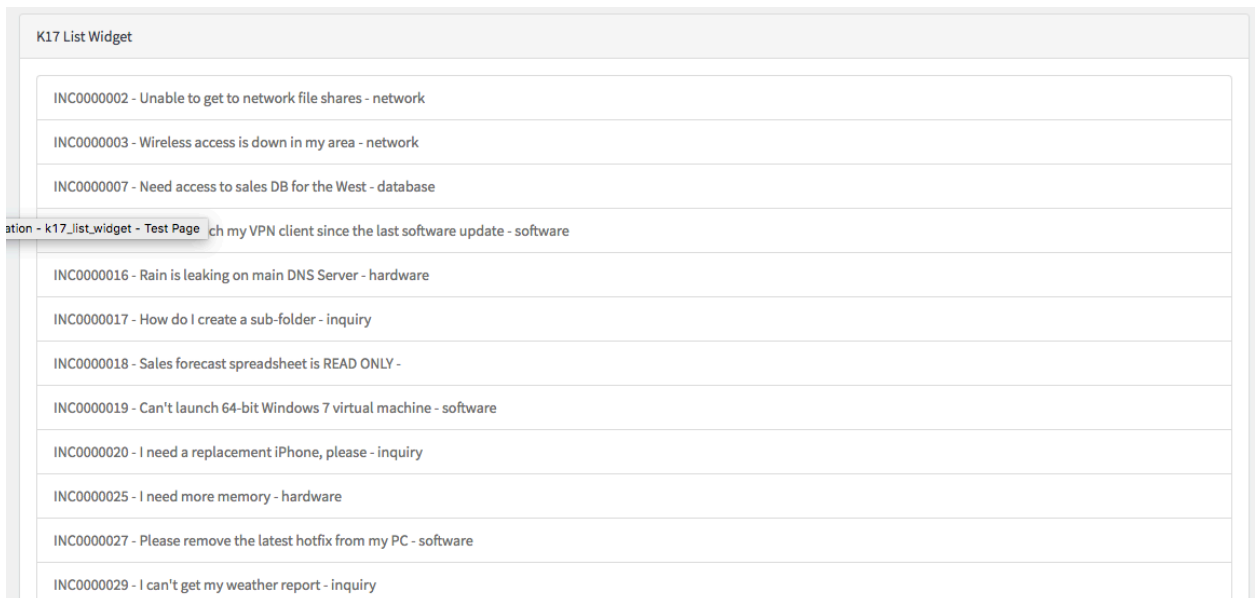 K17 List Widget
INC0000002 - Unable to get to network file shares - network
INC0000003 - Wireless access is down in my area - network
INC0000007 - Need access to sales DB for the West - database
ation - k17_list_widget - Test Page
ch my VPN client since the last software update - software
INC0000016 - Rain is leaking on main DNS Server - hardware
INC0000017 - How do I create a sub-folder - inquiry
INC0000018 - Sales forecast spreadsheet is READ ONLY -
INC0000019 - Can't launch 64-bit Windows 7 virtual machine - software
INC0000020 - I need a replacement iPhone, please - inquiry
INC0000025 - I need more memory - hardware
INC0000027 - Please remove the latest hotfix from my PC - software
INC0000029 - I can't get my weather report - inquiry